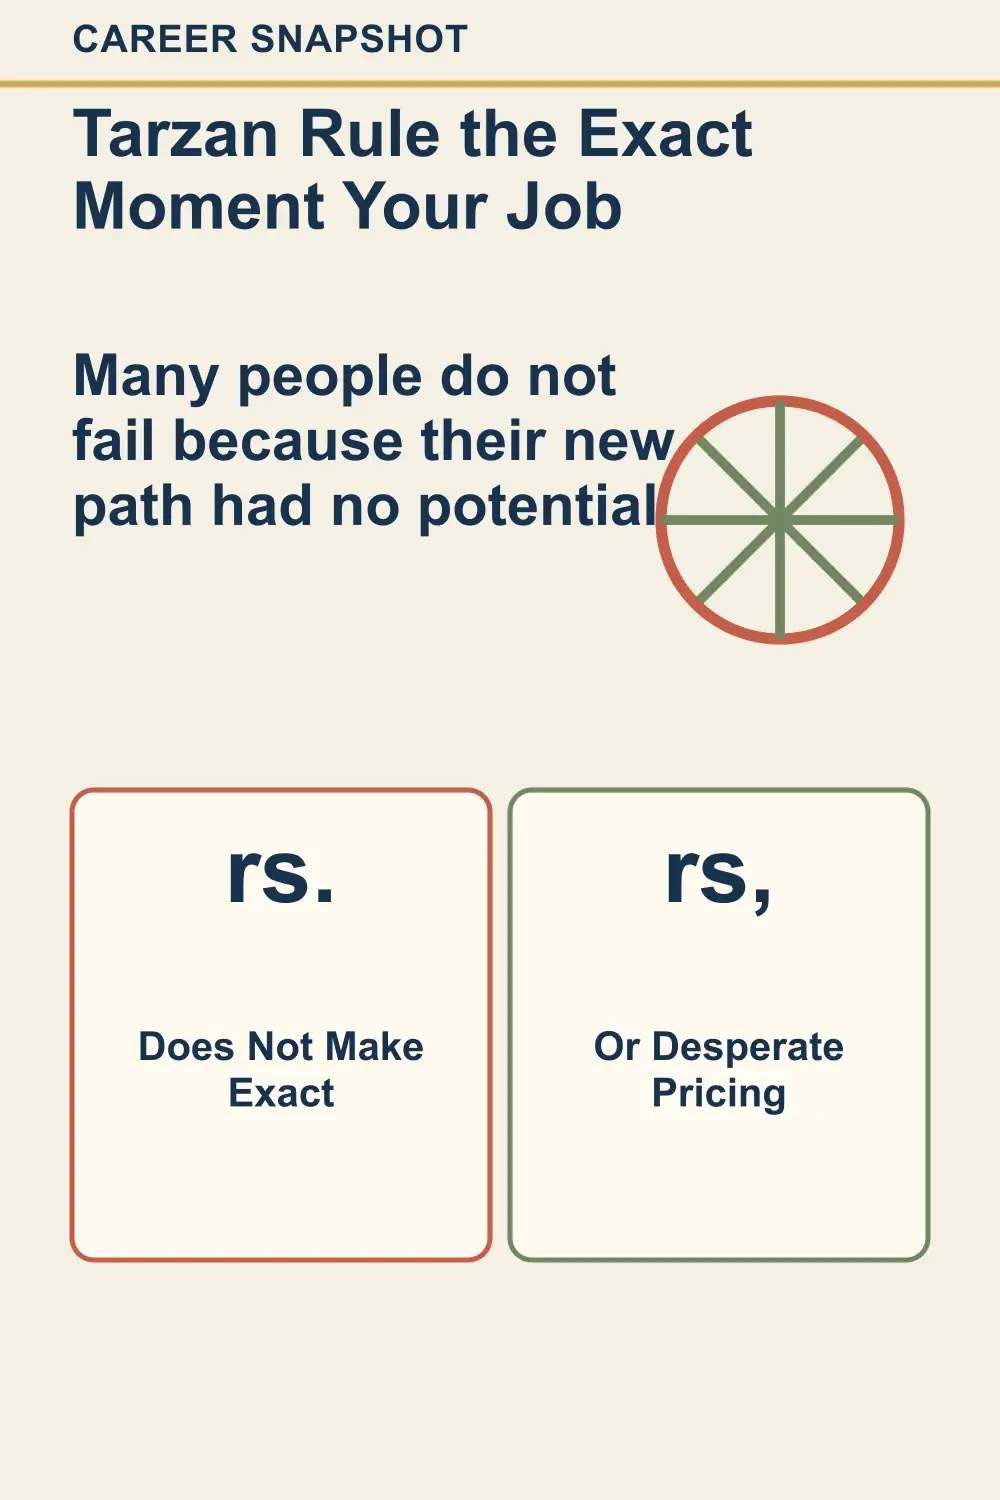 CAREER SNAPSHOT
Tarzan Rule the Exact
Moment Your Job
Many people do not
fail because their new
path had no potential
rs.
Does Not Make
Exact
rs,
Or Desperate
Pricing